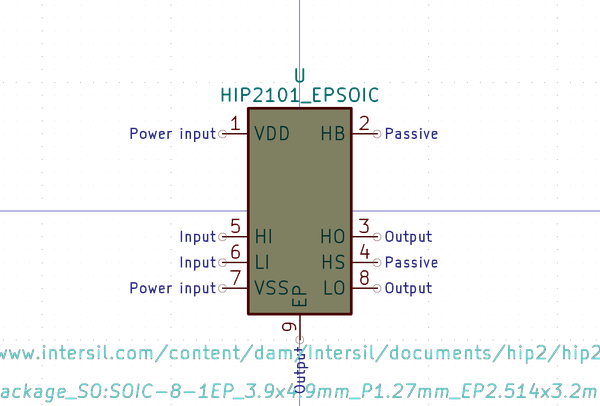 U
HIP2101_EPSOIC
Power input 1 VDD HB 2 Passive
Input 5 HI HO 3 Output
Input 6 LI HS 4 Passive
Power input 7 VSS LO 8 Output
EP
9
Output
www.intersil.com/content/dam/Intersil/documents/hip2/hip2
ackage_SO:SOIC-8-1EP_3.9x4.9mm_P1.27mm_EP2.514x3.2m